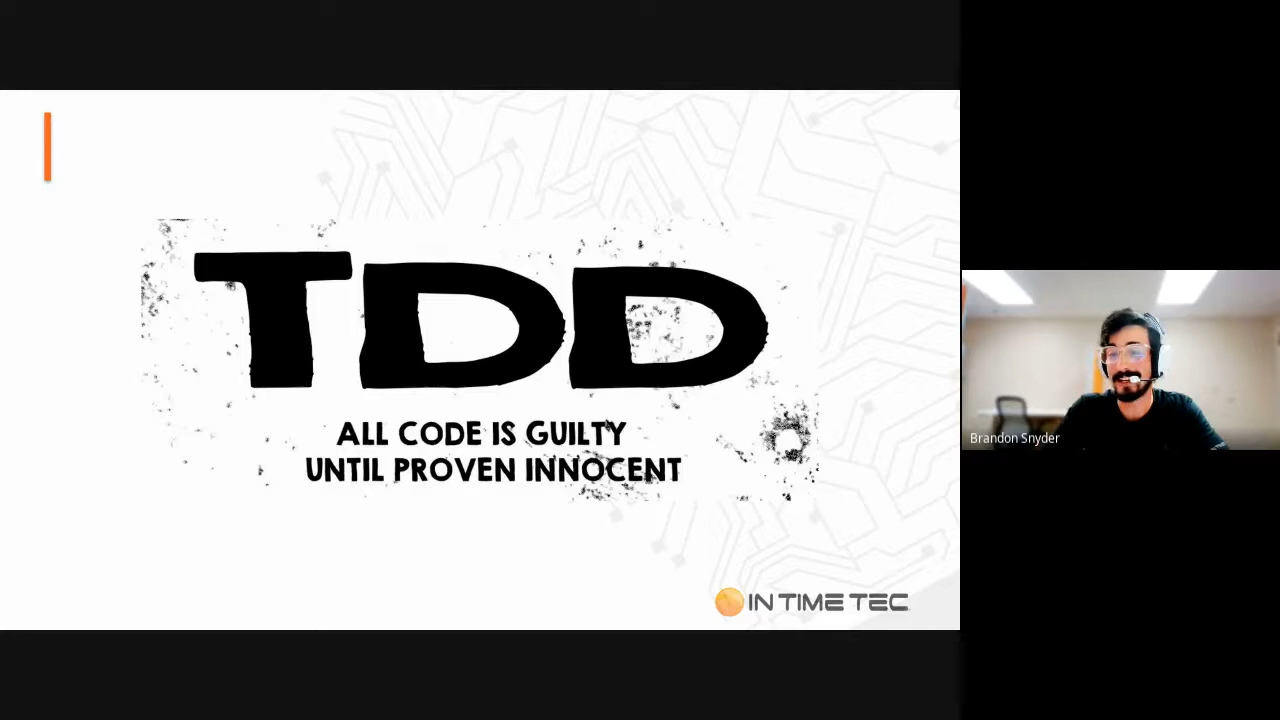 TDD
ALL CODE IS GUILTY
UNTIL PROVEN INNOCENT
IN TIME TEC
Brandon Snyder